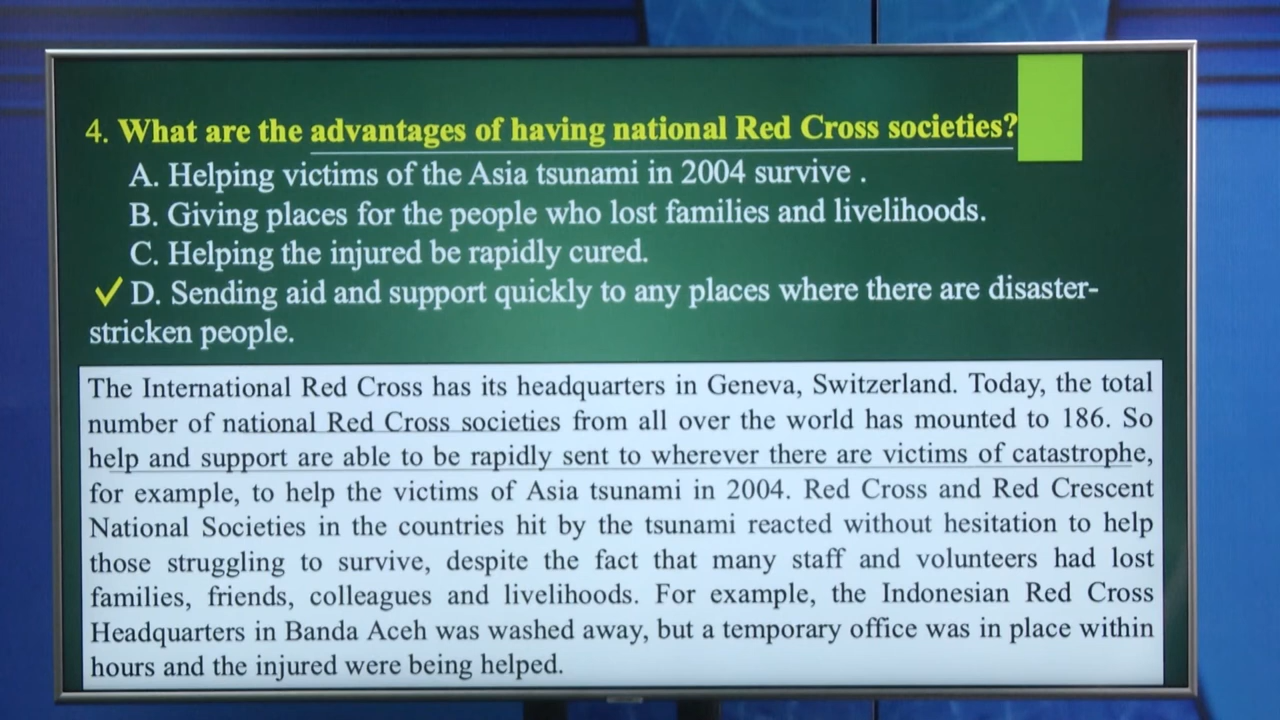 4. What are the advantages of having national Red Cross societies?
A. Helping victims of the Asia tsunami in 2004 survive .
B. Giving places for the people who lost families and livelihoods.
C. Helping the injured be rapidly cured.
✓ D. Sending aid and support quickly to any places where there are disaster-
stricken people.
The International Red Cross has its headquarters in Geneva, Switzerland. Today, the total
number of national Red Cross societies from all over the world has mounted to 186. So
help and support are able to be rapidly sent to wherever there are victims of catastrophe,
for example, to help the victims of Asia tsunami in 2004. Red Cross and Red Crescent
National Societies in the countries hit by the tsunami reacted without hesitation to help
those struggling to survive, despite the fact that many staff and volunteers had lost
families, friends, colleagues and livelihoods. For example, the Indonesian Red Cross
Headquarters in Banda Aceh was washed away, but a temporary office was in place within
hours and the injured were being helped.